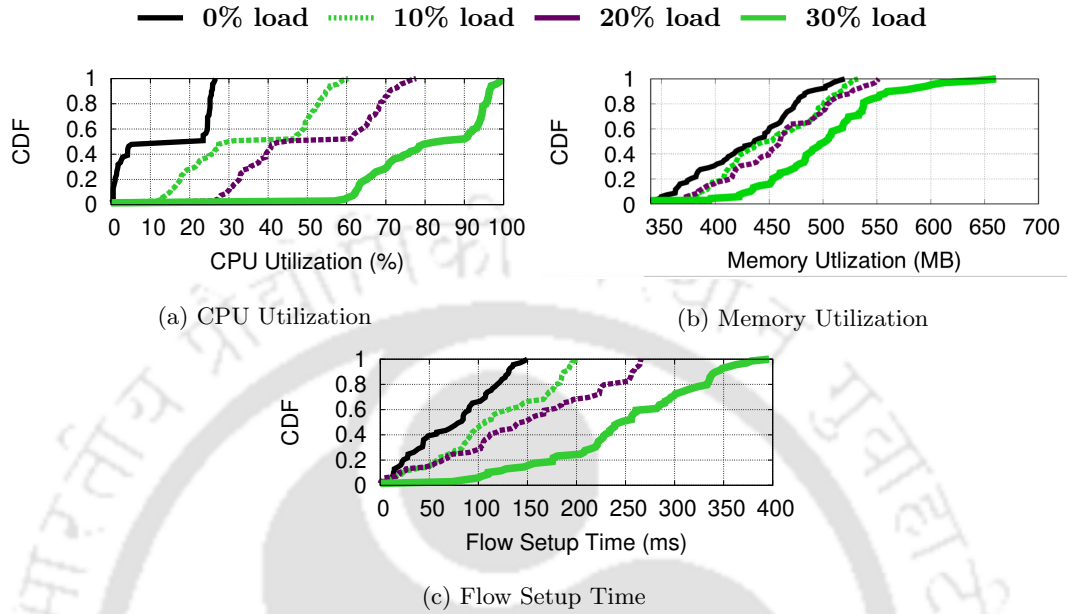 0% load 10% load 20% load 30% load
CDF
1
0.8
0.6
0.4
0.2
0
0 10 20 30 40 50 60 70 80 90 100
CPU Utilization (%)
(a) CPU Utilization
CDF
1
0.8
0.6
0.4
0.2
0
350 400 450 500 550 600 650 700
Memory Utlization (MB)
(b) Memory Utilization
CDF
1
0.8
0.6
0.4
0.2
0
0 50 100 150 200 250 300 350 400
Flow Setup Time (ms)
(c) Flow Setup Time